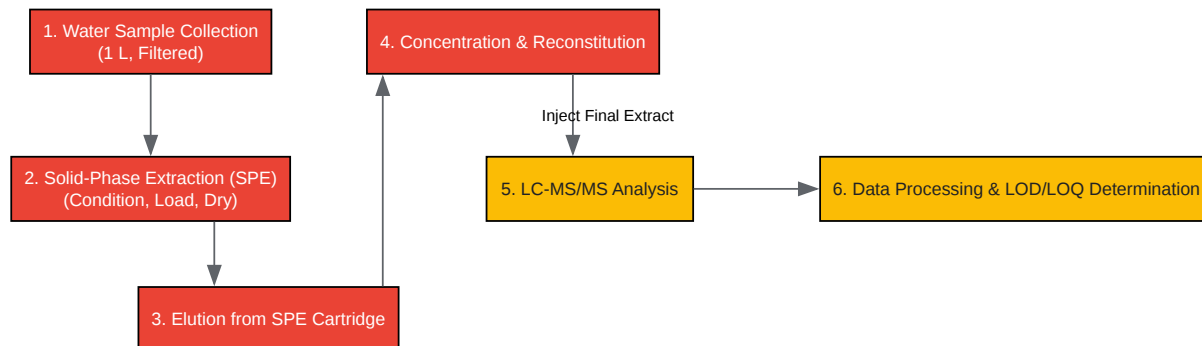 1. Water Sample Collection
(1 L, Filtered)
2. Solid-Phase Extraction (SPE)
(Condition, Load, Dry)
3. Elution from SPE Cartridge
4. Concentration & Reconstitution
Inject Final Extract
5. LC-MS/MS Analysis
6. Data Processing & LOD/LOQ Determination